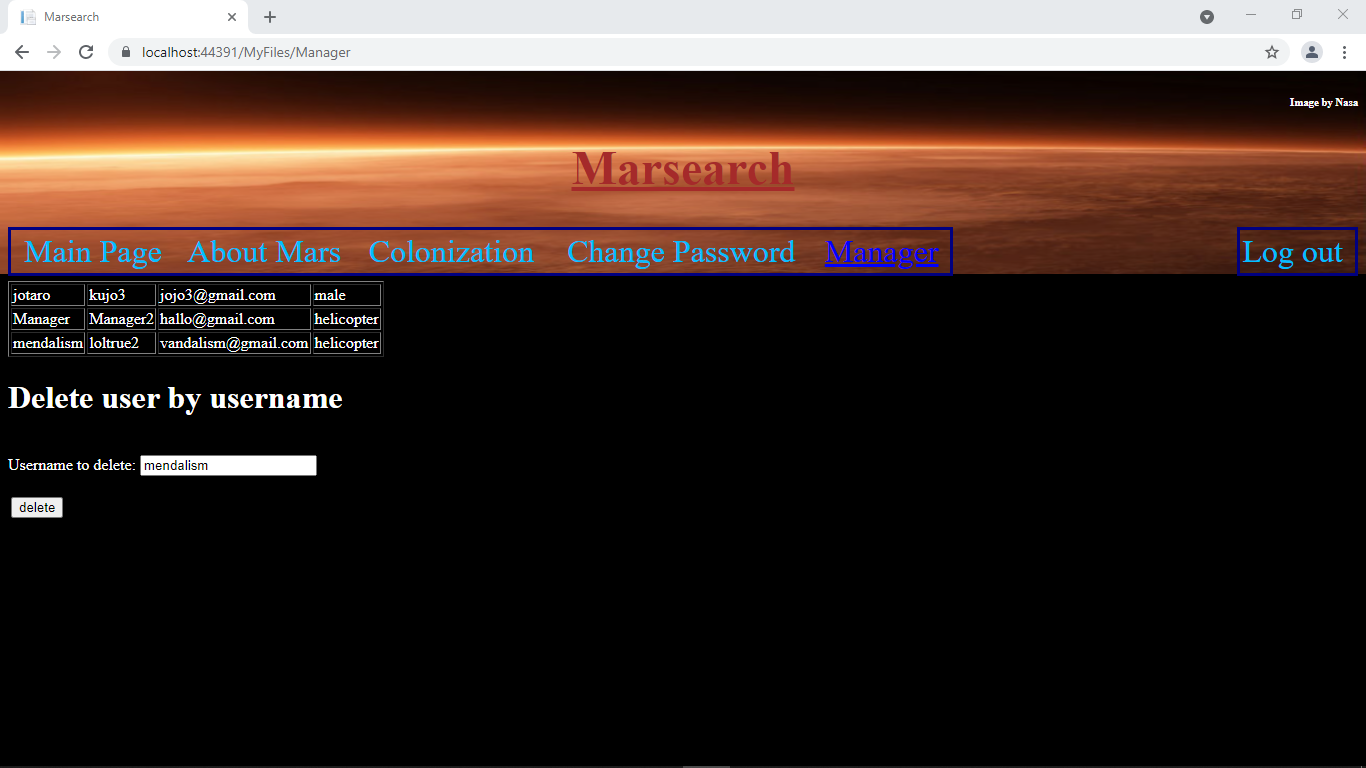 Marsearch
localhost:44391/MyFiles/Manager
Image by Nasa
Marsearch
Main Page About Mars Colonization Change Password Manager Log out
jotaro kujo3 jojo3@gmail.com male
Manager Manager2 hallo@gmail.com helicopter
mendalism loltrue2 vandalism@gmail.com helicopter
Delete user by username
Username to delete: mendalism
delete